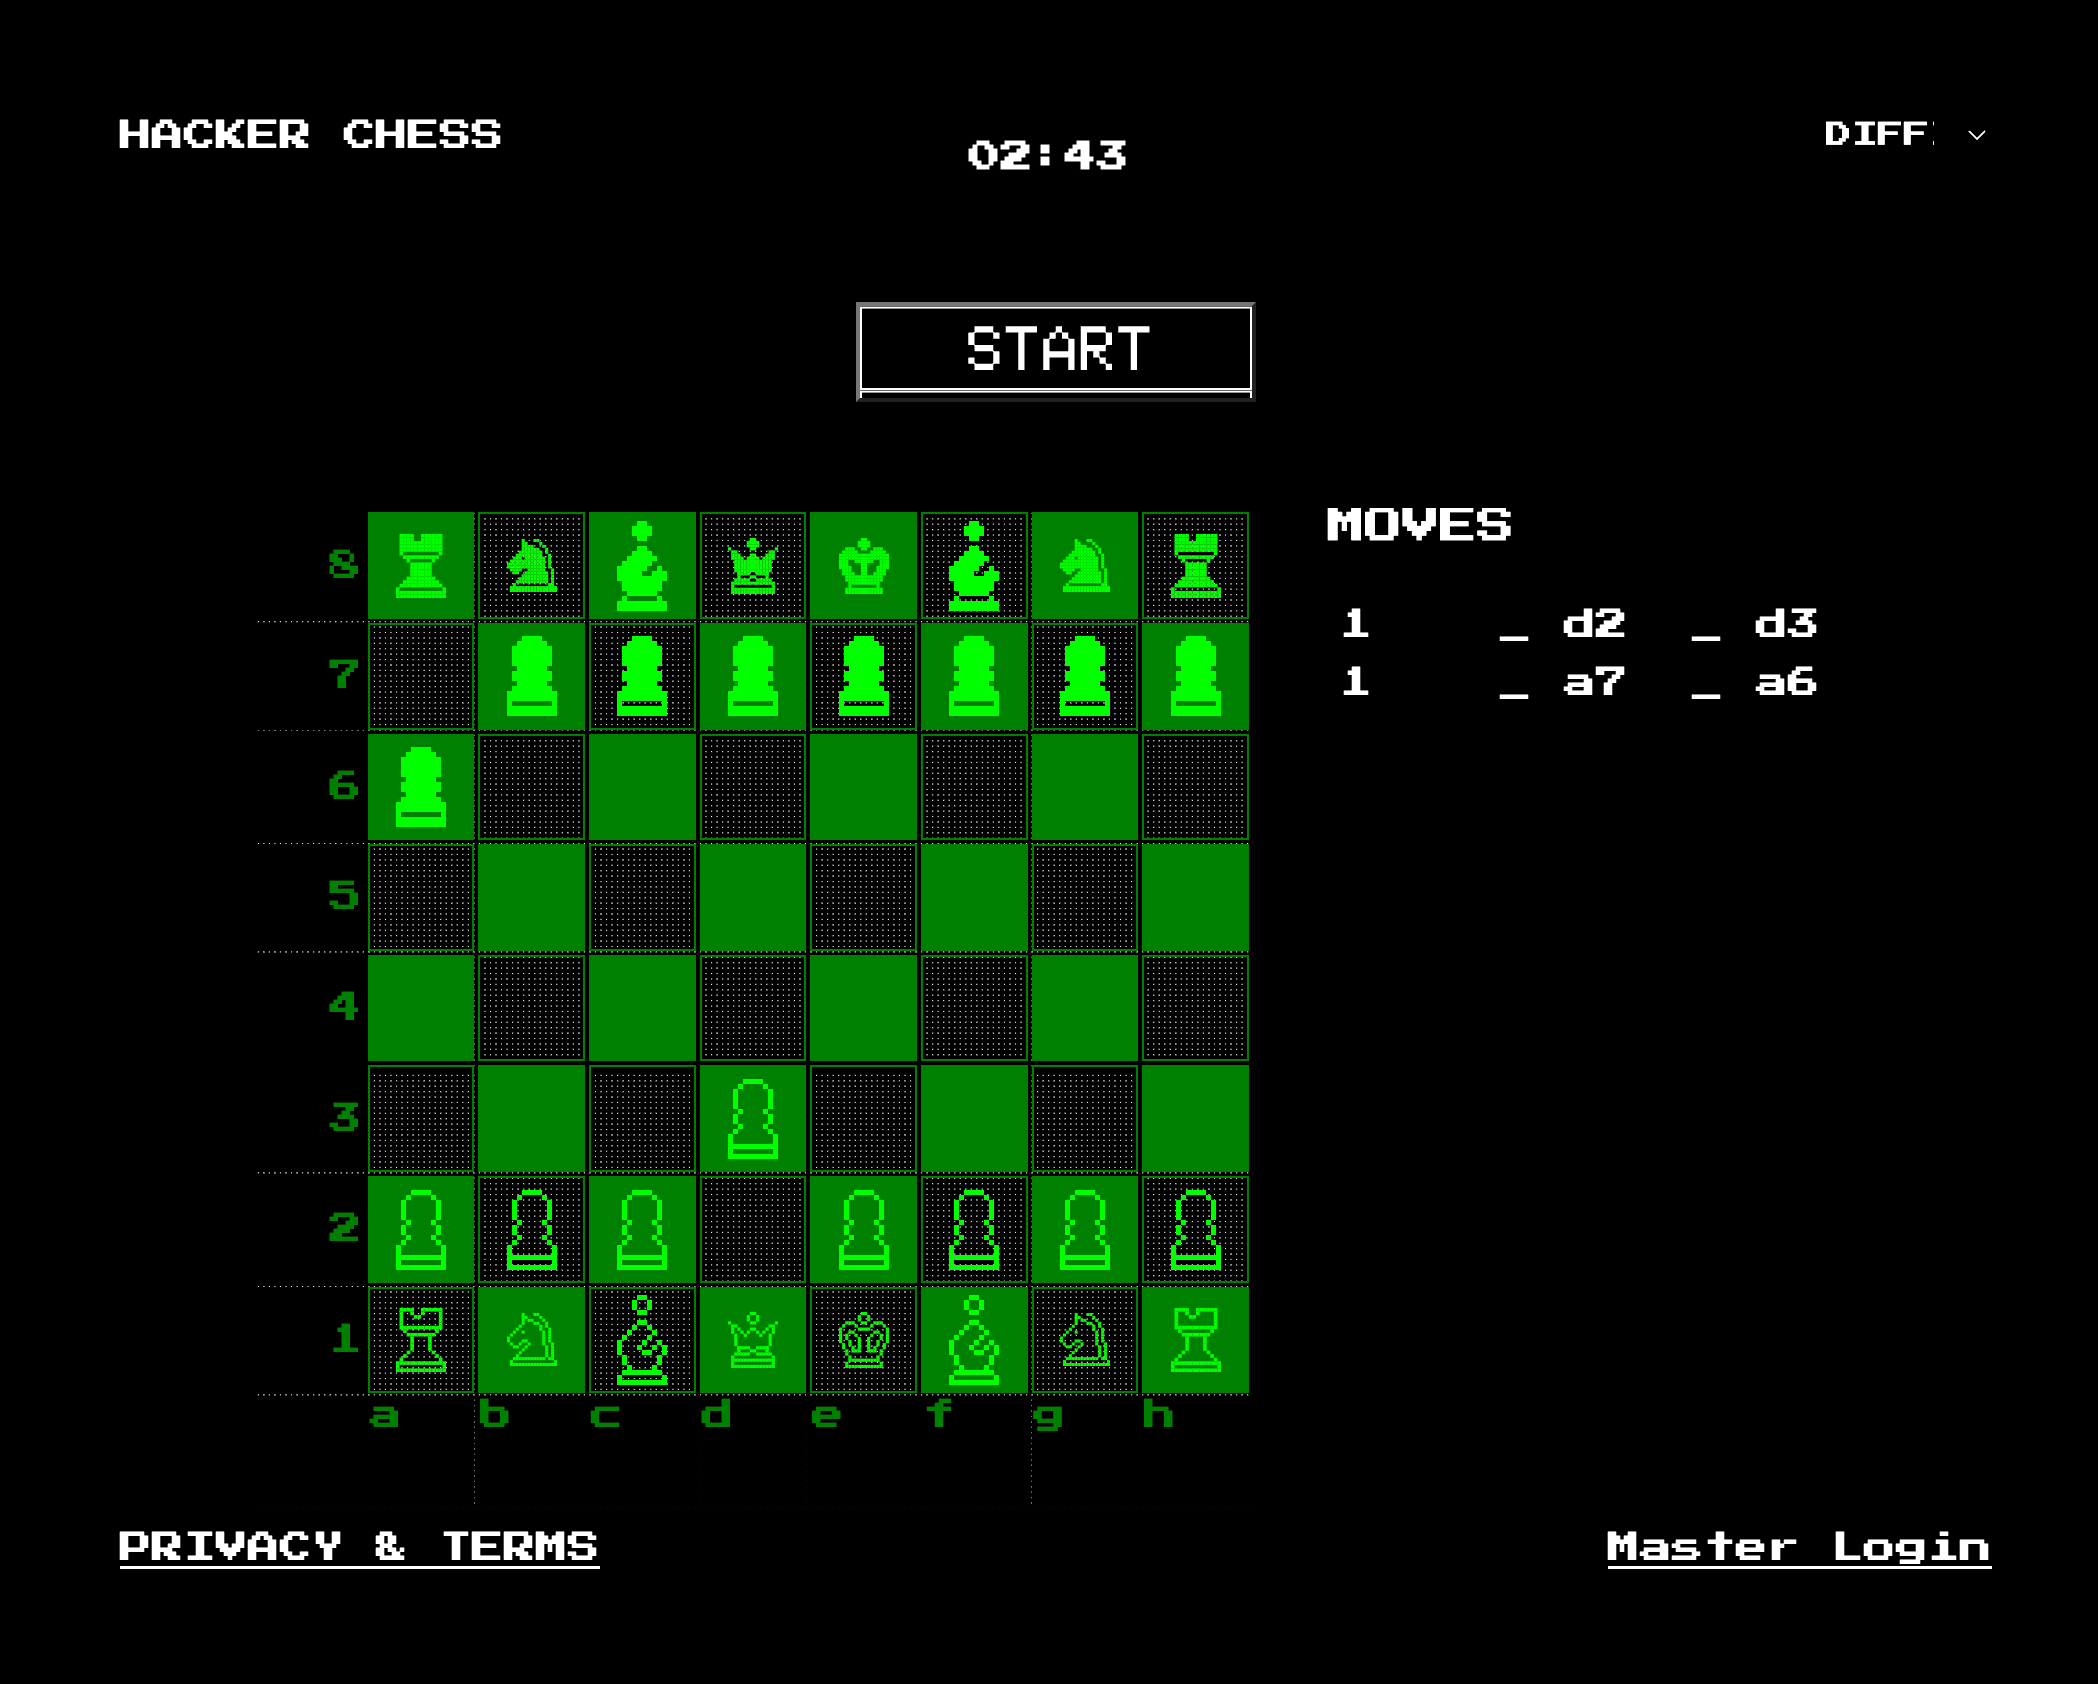 HACKER CHESS
02:43
DIFF
START
MOVES
1 _ d2 _ d3
1 _ a7 _ a6
8
7
6
5
4
3
2
1
a b c d e f g h
PRIVACY & TERMS
Master Login